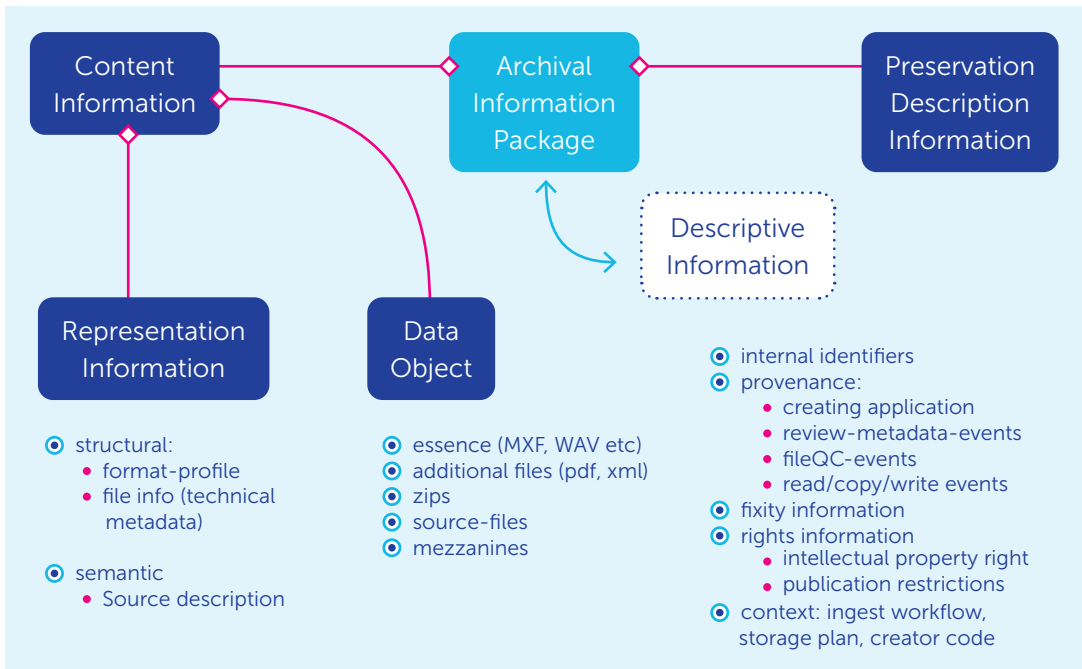 Content
Information
Archival
Information
Package
Preservation
Description
Information
Descriptive
Information
Representation
Information
Data
Object
structural:
format-profile
file info (technical
metadata)
semantic
Source description
essence (MXF, WAV etc)
additional files (pdf, xml)
zips
source-files
mezzanines
internal identifiers
provenance:
creating application
review-metadata-events
fileQC-events
read/copy/write events
fixity information
rights information
intellectual property right
publication restrictions
context: ingest workflow,
storage plan, creator code